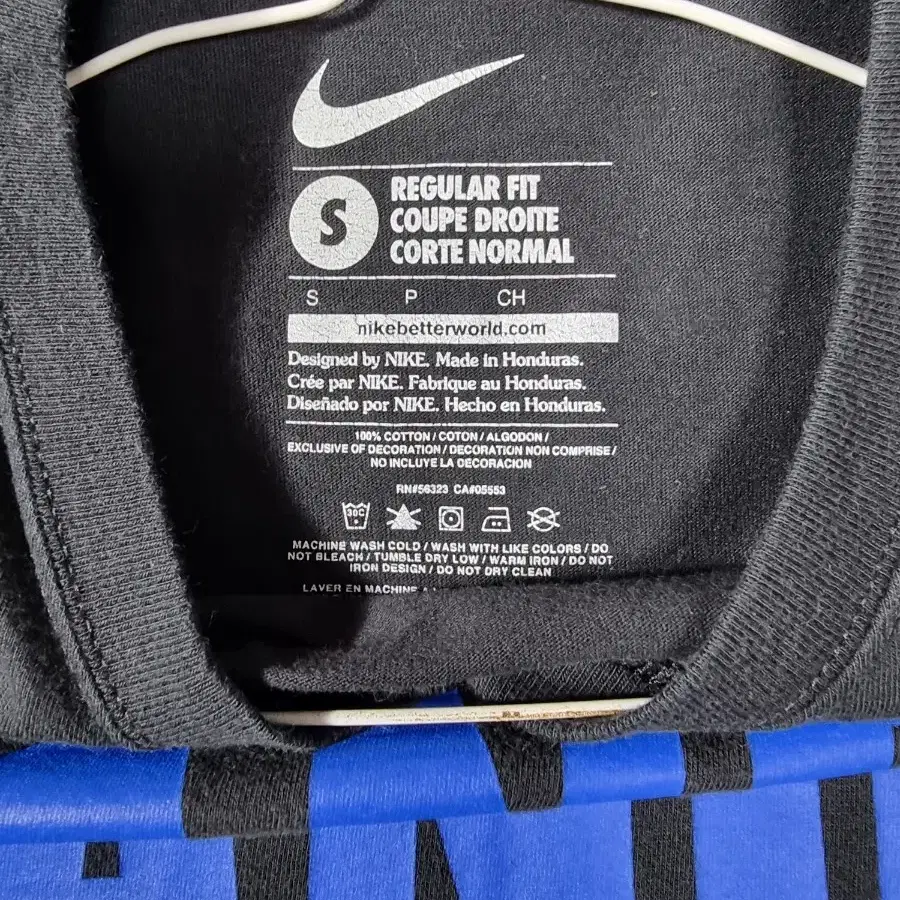 S
REGULAR FIT
COUPE DROITE
CORTE NORMAL
S P CH
nikebetterworld.com
Designed by NIKE. Made in Honduras.
Crée par NIKE. Fabrique au Honduras.
Diseñado por NIKE. Hecho en Honduras.
100% COTTON / COTON / ALGODON /
EXCLUSIVE OF DECORATION / DECORATION NON COMPRISE /
NO INCLUYE LA DECORACION
RN#56323 CA#05553
30C
MACHINE WASH COLD / WASH WITH LIKE COLORS / DO
NOT BLEACH / TUMBLE DRY LOW / WARM IRON / DO NOT
IRON DESIGN / DO NOT DRY CLEAN
LAVER EN MACHINE A